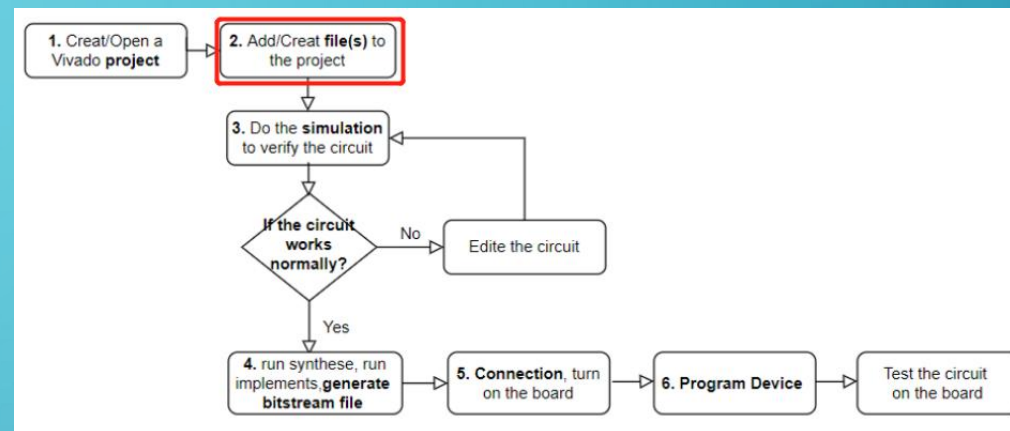 1. Creat/Open a
Vivado project
2. Add/Creat file(s) to
the project
3. Do the simulation
to verify the circuit
If the circuit
works
normally?
No
Edite the circuit
Yes
4. run synthese, run
implements,generate
bitstream file
5. Connection, turn
on the board
6. Program Device
Test the circuit
on the board